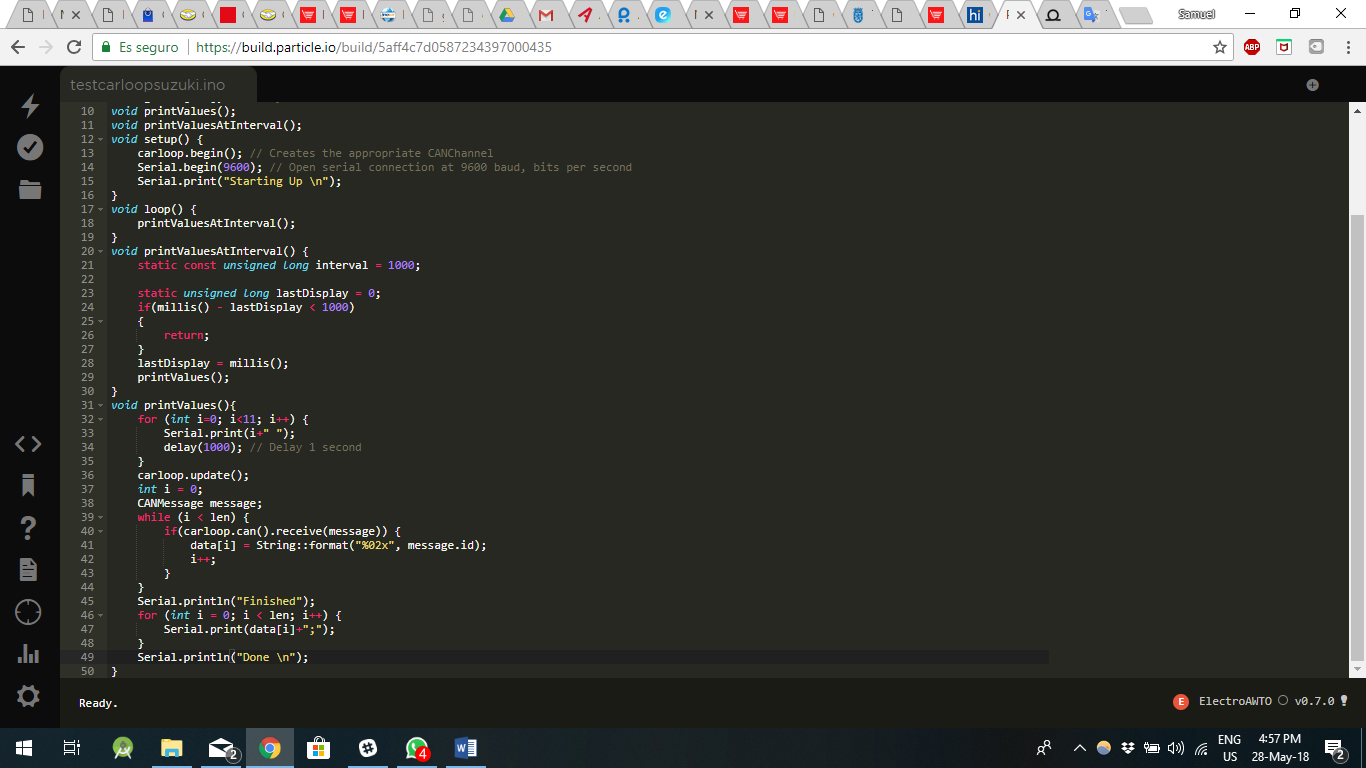 Samuel
Es seguro https://build.particle.io/build/5aff4c7d0587234397000435
ABP
testcarloopsuzuki.ino
10 void printValues();
11 void printValuesAtInterval();
12 void setup() {
13 carloop.begin(); // Creates the appropriate CANChannel
14 Serial.begin(9600); // Open serial connection at 9600 baud, bits per second
15 Serial.print("Starting Up \n");
16 }
17 void loop() {
18 printValuesAtInterval();
19 }
20 void printValuesAtInterval() {
21 static const unsigned long interval = 1000;
22
23 static unsigned long lastDisplay = 0;
24 if(millis() - lastDisplay < 1000)
25 {
26 return;
27 }
28 lastDisplay = millis();
29 printValues();
30 }
31 void printValues(){
32 for (int i=0; i<11; i++) {
33 Serial.print(i+" ");
34 delay(1000); // Delay 1 second
35 }
36 carloop.update();
37 int i = 0;
38 CANMessage message;
39 while (i < len) {
40 if(carloop.can().receive(message)) {
41 data[i] = String::format("%02x", message.id);
42 i++;
43 }
44 }
45 Serial.println("Finished");
46 for (int i = 0; i < len; i++) {
47 Serial.print(data[i]+";");
48 }
49 Serial.println("Done \n");
50 }
Ready.
E ElectroAWTO v0.7.0
2
4
ENG
US
4:57 PM
28-May-18
2